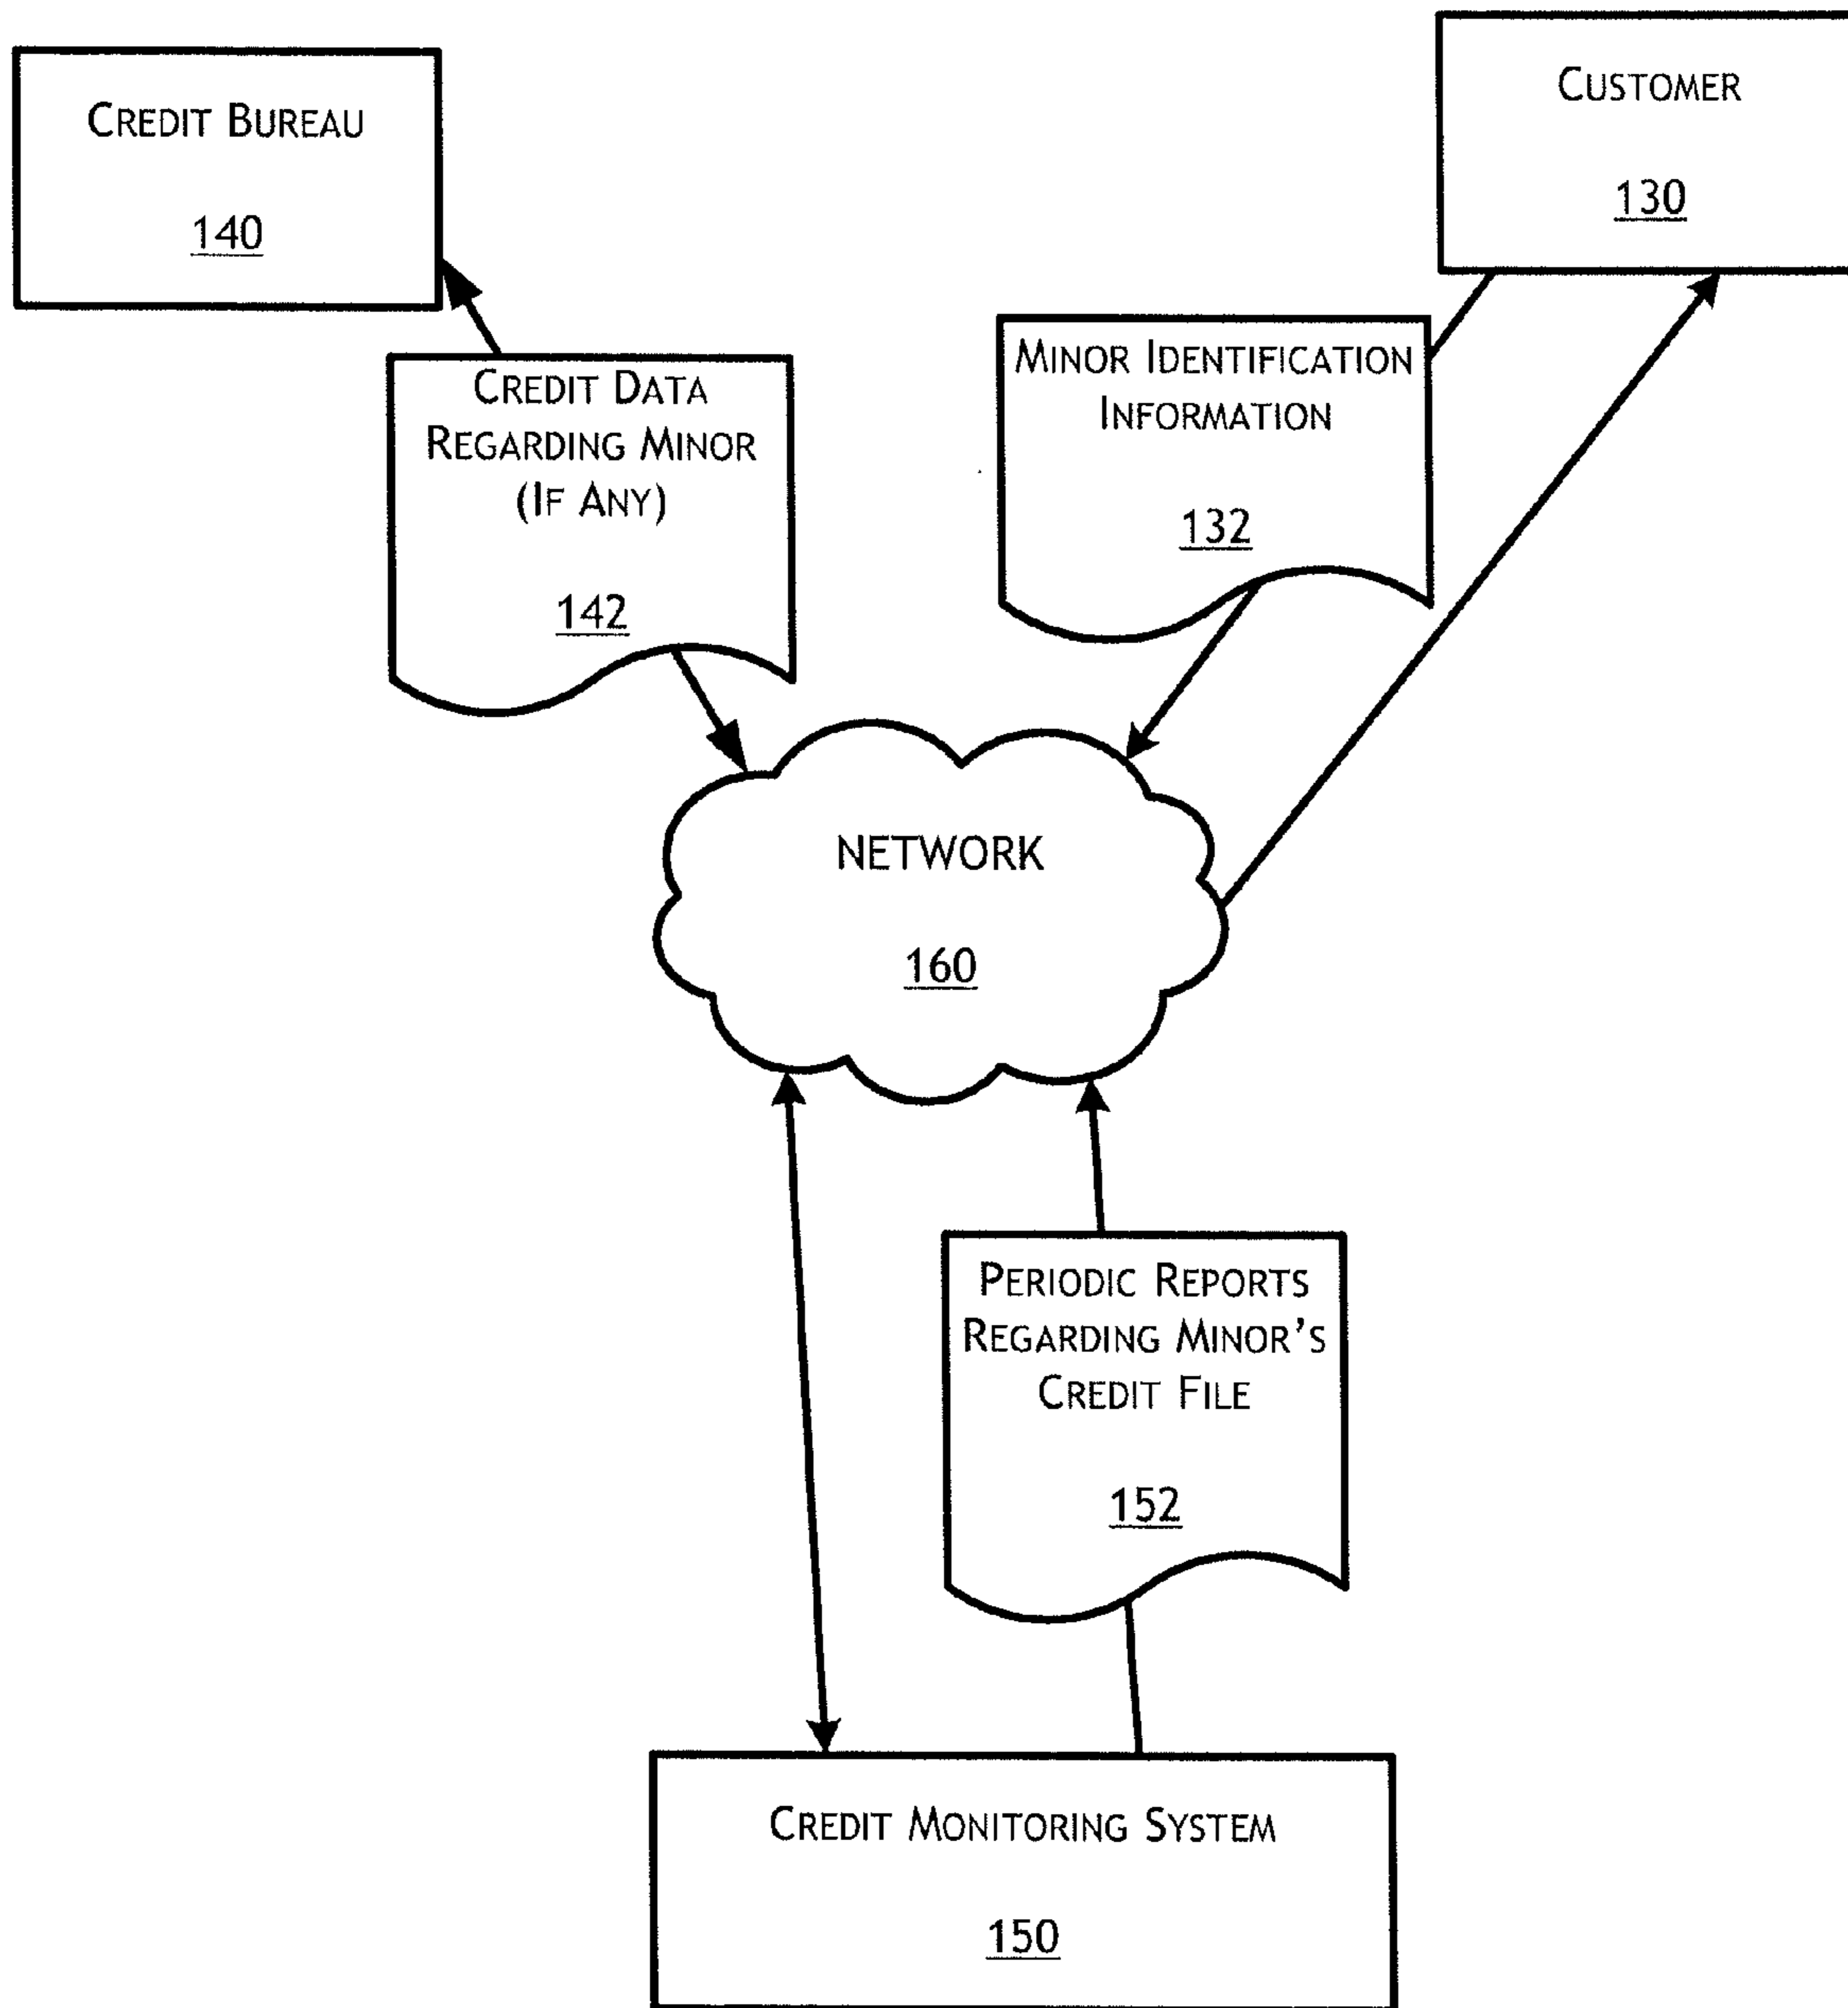 CREDIT BUREAU
140
CUSTOMER
130
CREDIT DATA
REGARDING MINOR
(IF ANY)
142
MINOR IDENTIFICATION
INFORMATION
132
NETWORK
160
PERIODIC REPORTS
REGARDING MINOR'S
CREDIT FILE
152
CREDIT MONITORING SYSTEM
150